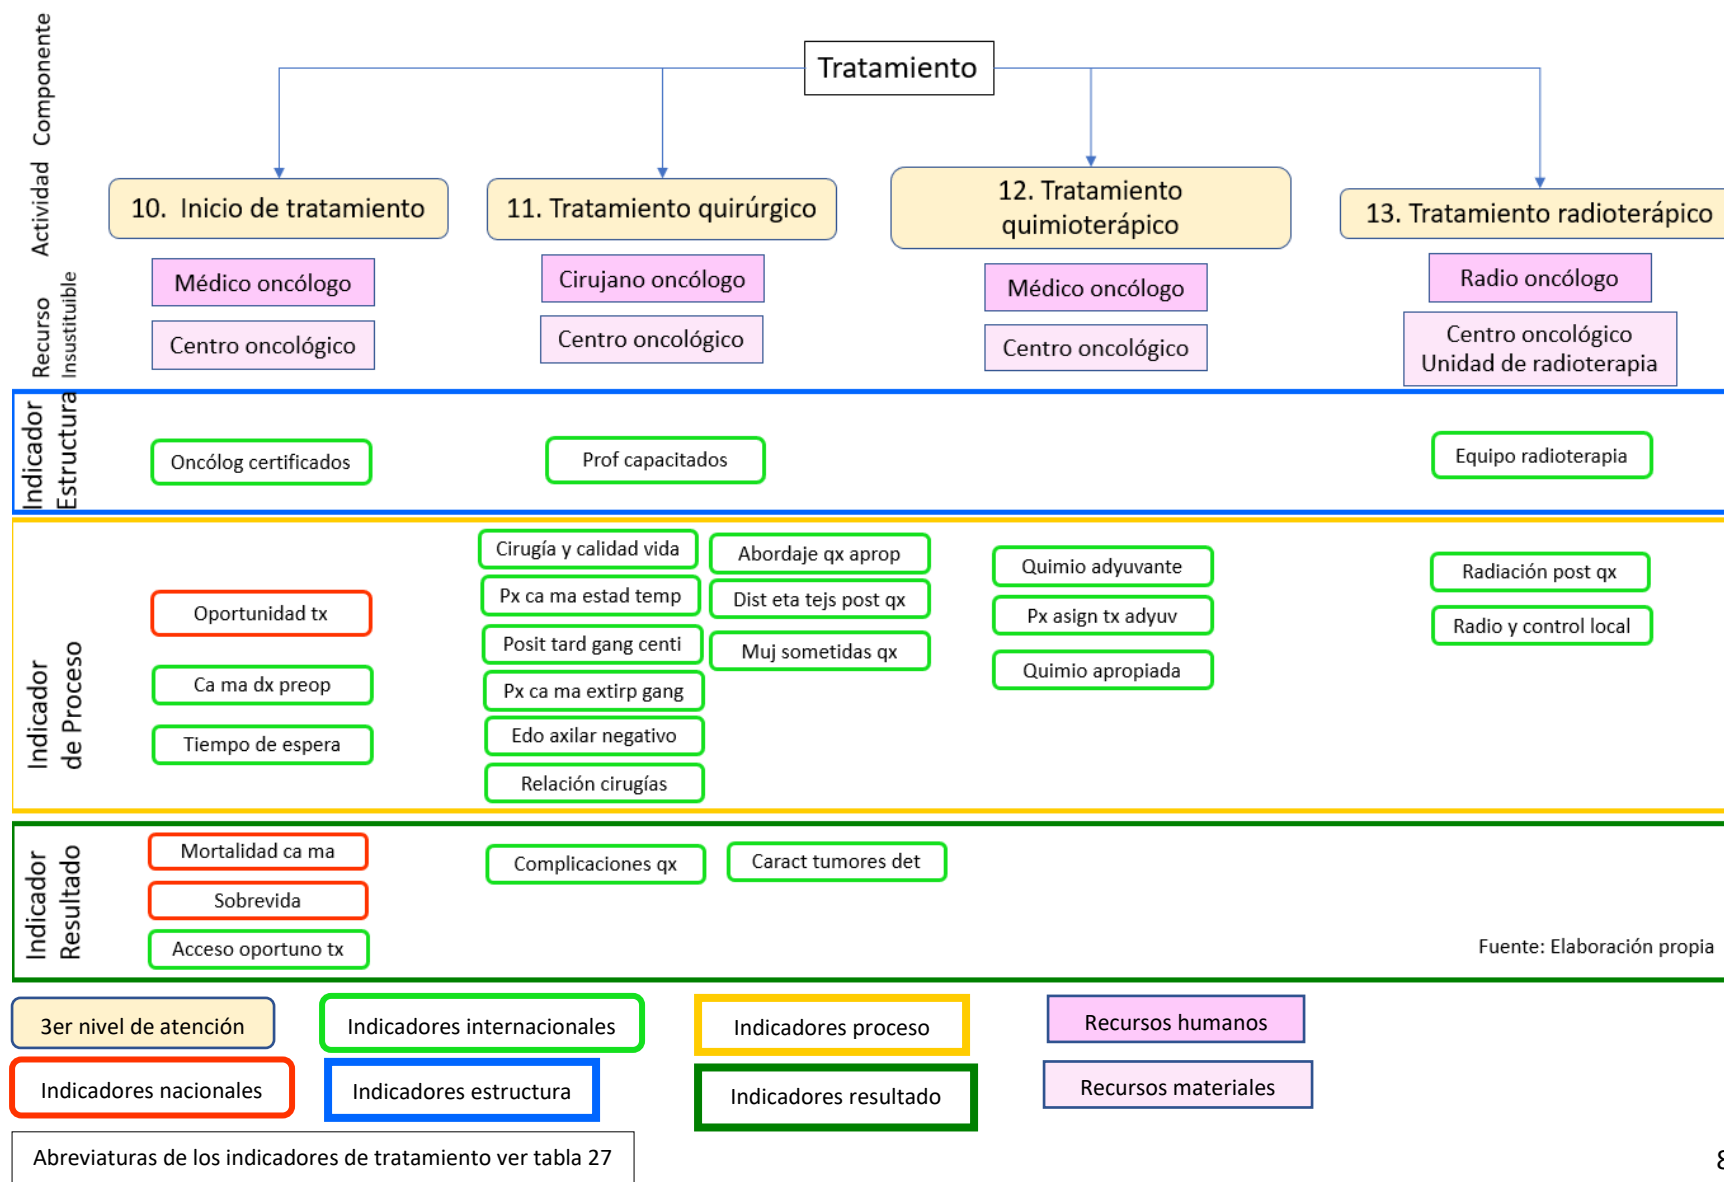 Componente
Tratamiento
Actividad
10. Inicio de tratamiento
11. Tratamiento quirúrgico
12. Tratamiento
quimioterápico
13. Tratamiento radioterápico
Recurso
Insustituible
Médico oncólogo
Cirujano oncólogo
Médico oncólogo
Radio oncólogo
Centro oncológico
Centro oncológico
Centro oncológico
Centro oncológico
Unidad de radioterapia
Indicador
Estructura
Oncólog certificados
Prof capacitados
Equipo radioterapia
Indicador
de Proceso
Oportunidad tx
Ca ma dx preop
Tiempo de espera
Cirugía y calidad vida
Px ca ma estad temp
Posit tard gang centi
Px ca ma extirp gang
Edo axilar negativo
Relación cirugías
Abordaje qx aprop
Dist eta tejs post qx
Muj sometidas qx
Quimio adyuvante
Px asign tx adyuv
Quimio apropiada
Radiación post qx
Radio y control local
Indicador
Resultado
Mortalidad ca ma
Sobrevida
Acceso oportuno tx
Complicaciones qx
Caract tumores det
Fuente: Elaboración propia
3er nivel de atención
Indicadores internacionales
Indicadores proceso
Recursos humanos
Indicadores nacionales
Indicadores estructura
Indicadores resultado
Recursos materiales
Abreviaturas de los indicadores de tratamiento ver tabla 27